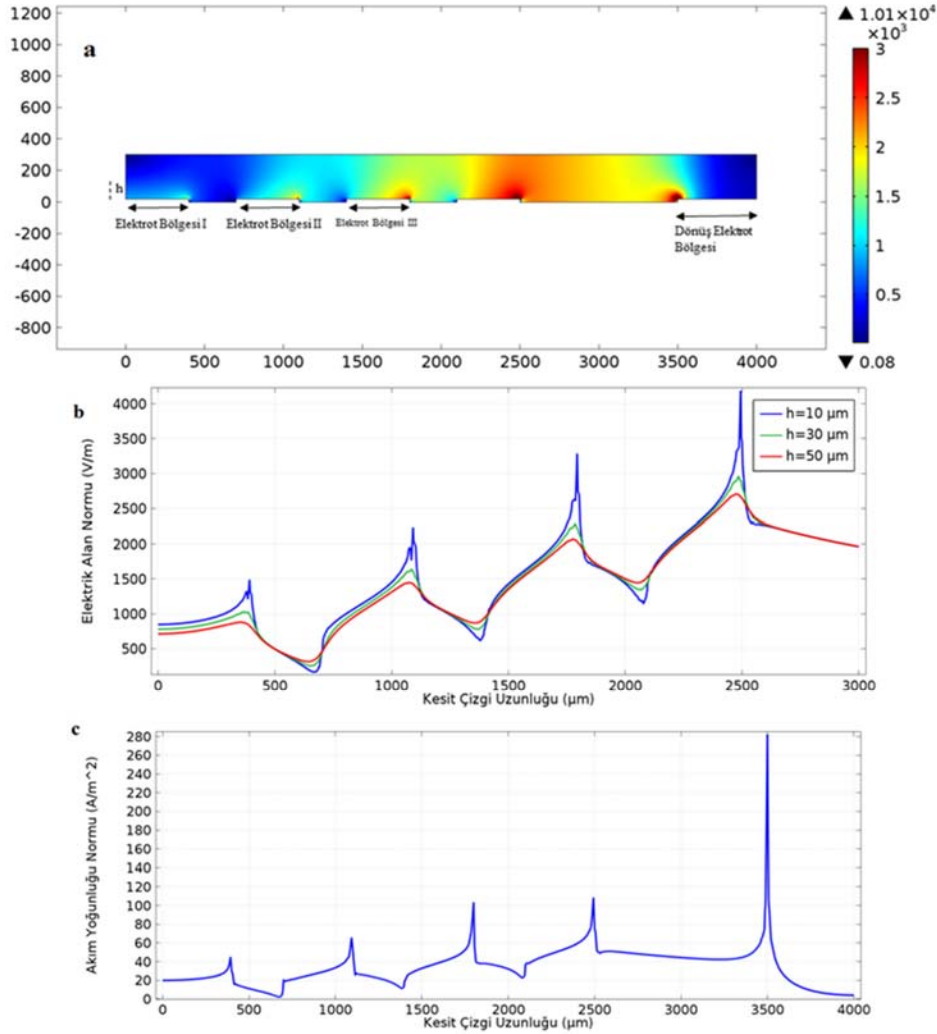 1200
1000
800
600
400
200
0
-200
-400
-600
-800
0 500 1000 1500 2000 2500 3000 3500 4000
a
h
Elektrot Bölgesi I
Elektrot Bölgesi II
Elektrot Bölgesi III
Dönüş Elektrot
Bölgesi
▲ 1.01×10⁴
×10³
3
2.5
2
1.5
1
0.5
▼ 0.08
b
Elektrik Alan Normu (V/m)
4000
3500
3000
2500
2000
1500
1000
500
h=10 µm
h=30 µm
h=50 µm
0 500 1000 1500 2000 2500 3000
Kesit Çizgi Uzunluğu (µm)
c
Akım Yoğunluğu Normu (A/m^2)
280
260
240
220
200
180
160
140
120
100
80
60
40
20
0
0 500 1000 1500 2000 2500 3000 3500 4000
Kesit Çizgi Uzunluğu (µm)